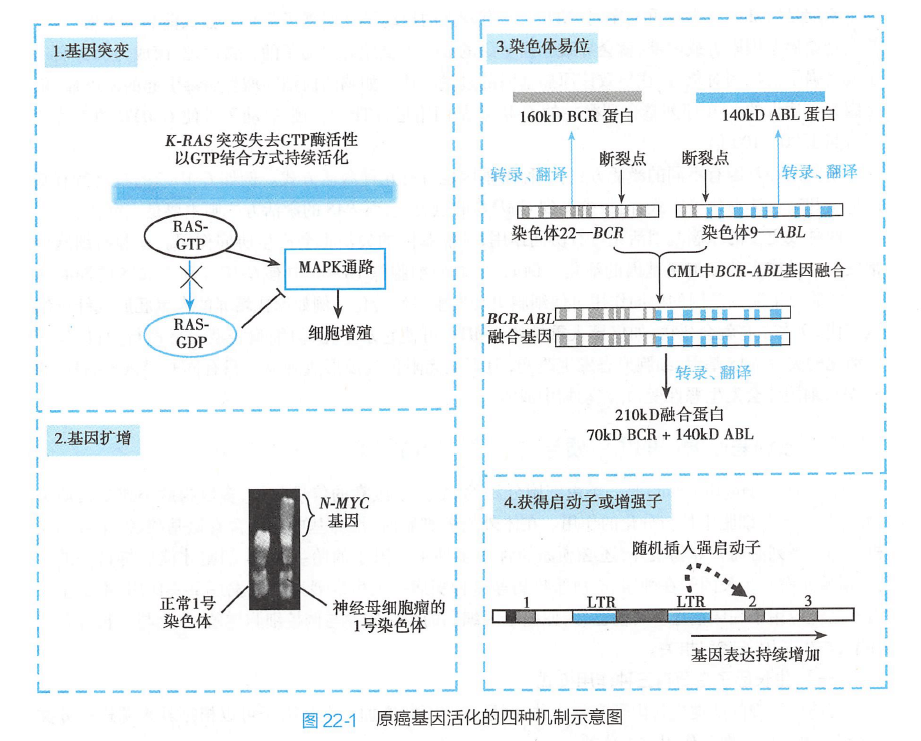 1.基因突变
K-RAS 突变失去GTP酶活性
以GTP结合方式持续活化
RAS-
GTP
MAPK通路
RAS-
GDP
细胞增殖
2.基因扩增
N-MYC
基因
正常1号
染色体
神经母细胞瘤的
1号染色体
3.染色体易位
160kD BCR 蛋白
140kD ABL 蛋白
转录、翻译
断裂点
断裂点
转录、翻译
染色体22—BCR
染色体9—ABL
CML中BCR-ABL基因融合
BCR-ABL
融合基因
转录、翻译
210kD融合蛋白
70kD BCR + 140kD ABL
4.获得启动子或增强子
随机插入强启动子
1
LTR
LTR
2
3
基因表达持续增加
图 22-1 原癌基因活化的四种机制示意图